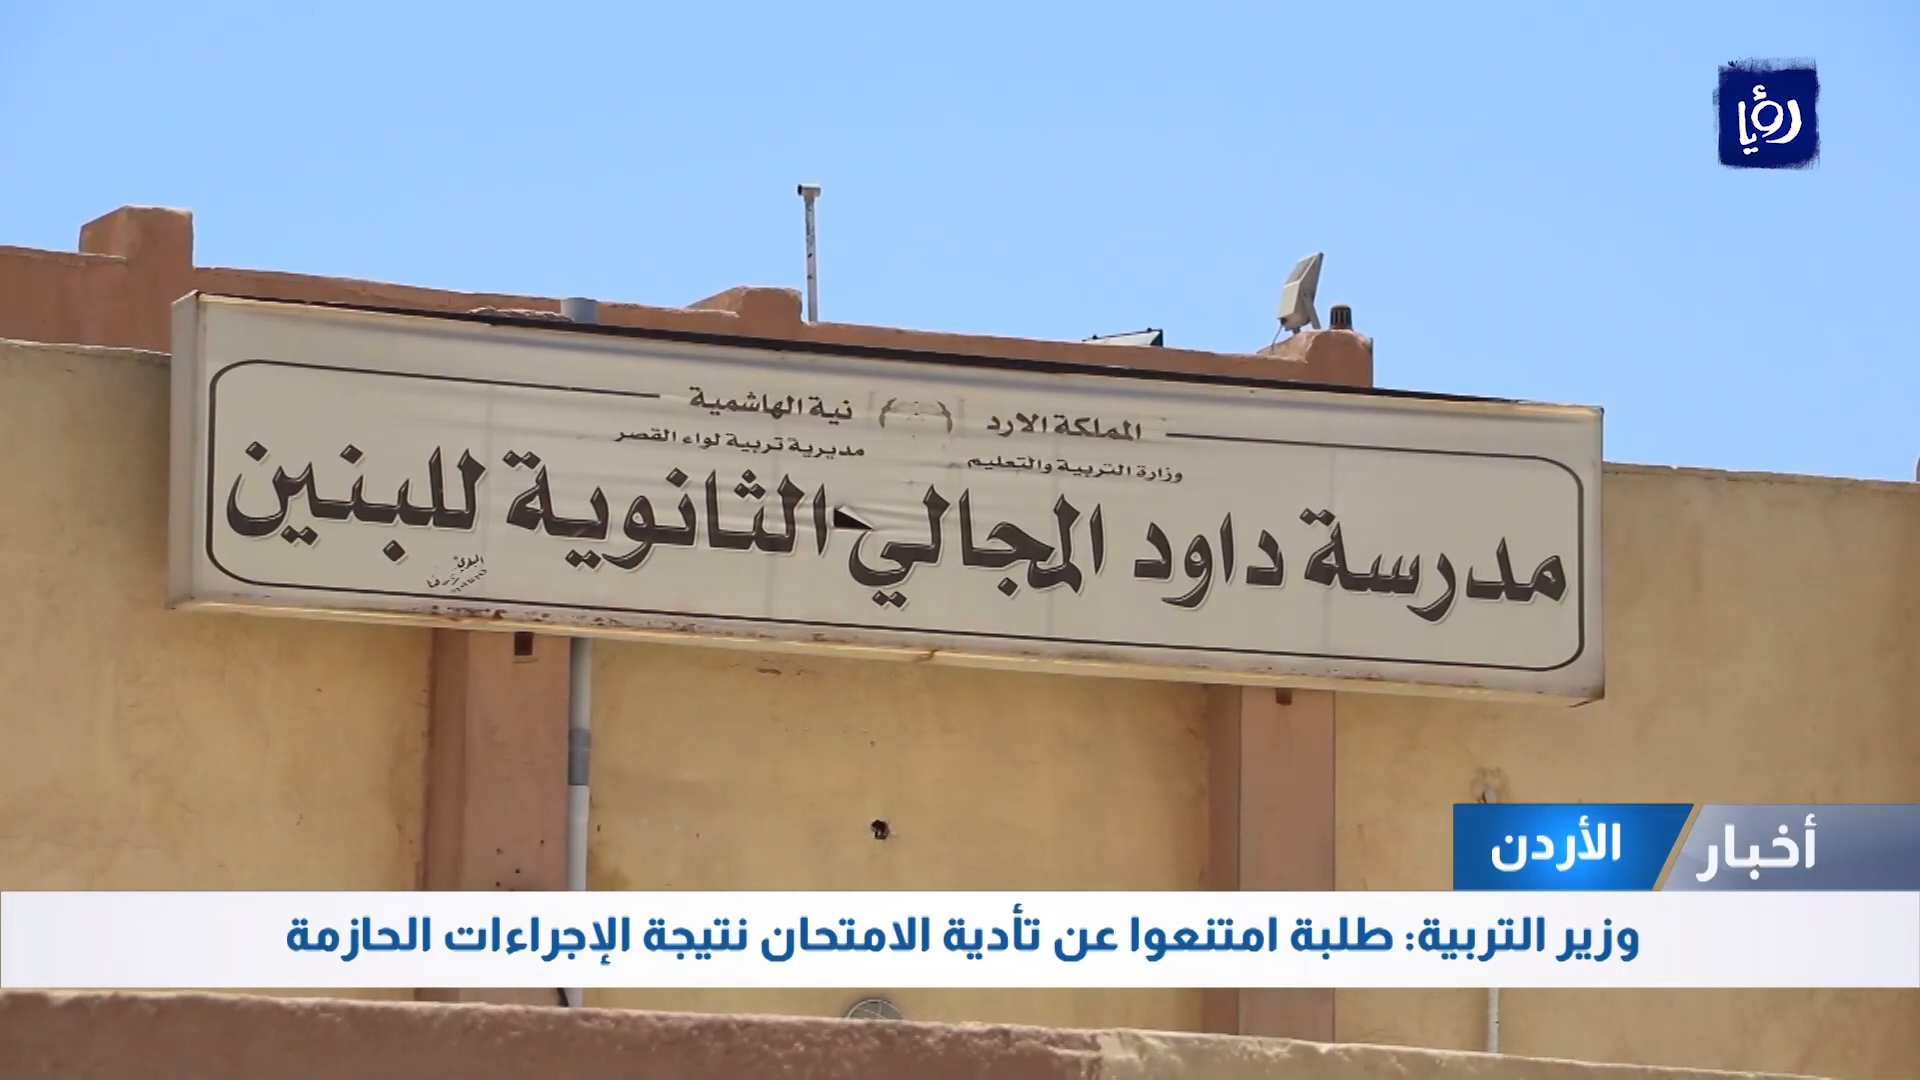 رؤيا
المملكة الارد نية الهاشمية
وزارة التربية والتعليم مديرية تربية لواء القصر
مدرسة داود المجالي الثانوية للبنين
أخبار الأردن
وزير التربية: طلبة امتنعوا عن تأدية الامتحان نتيجة الإجراءات الحازمة